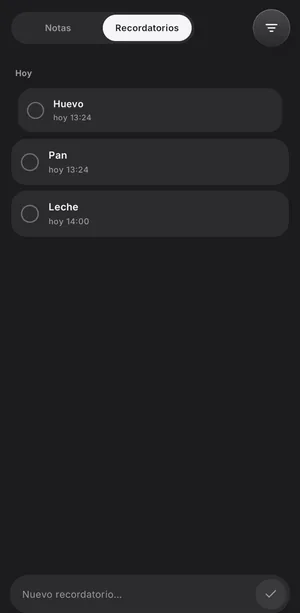 Notas
Recordatorios
Hoy
Huevo
hoy 13:24
Pan
hoy 13:24
Leche
hoy 14:00
Nuevo recordatorio...